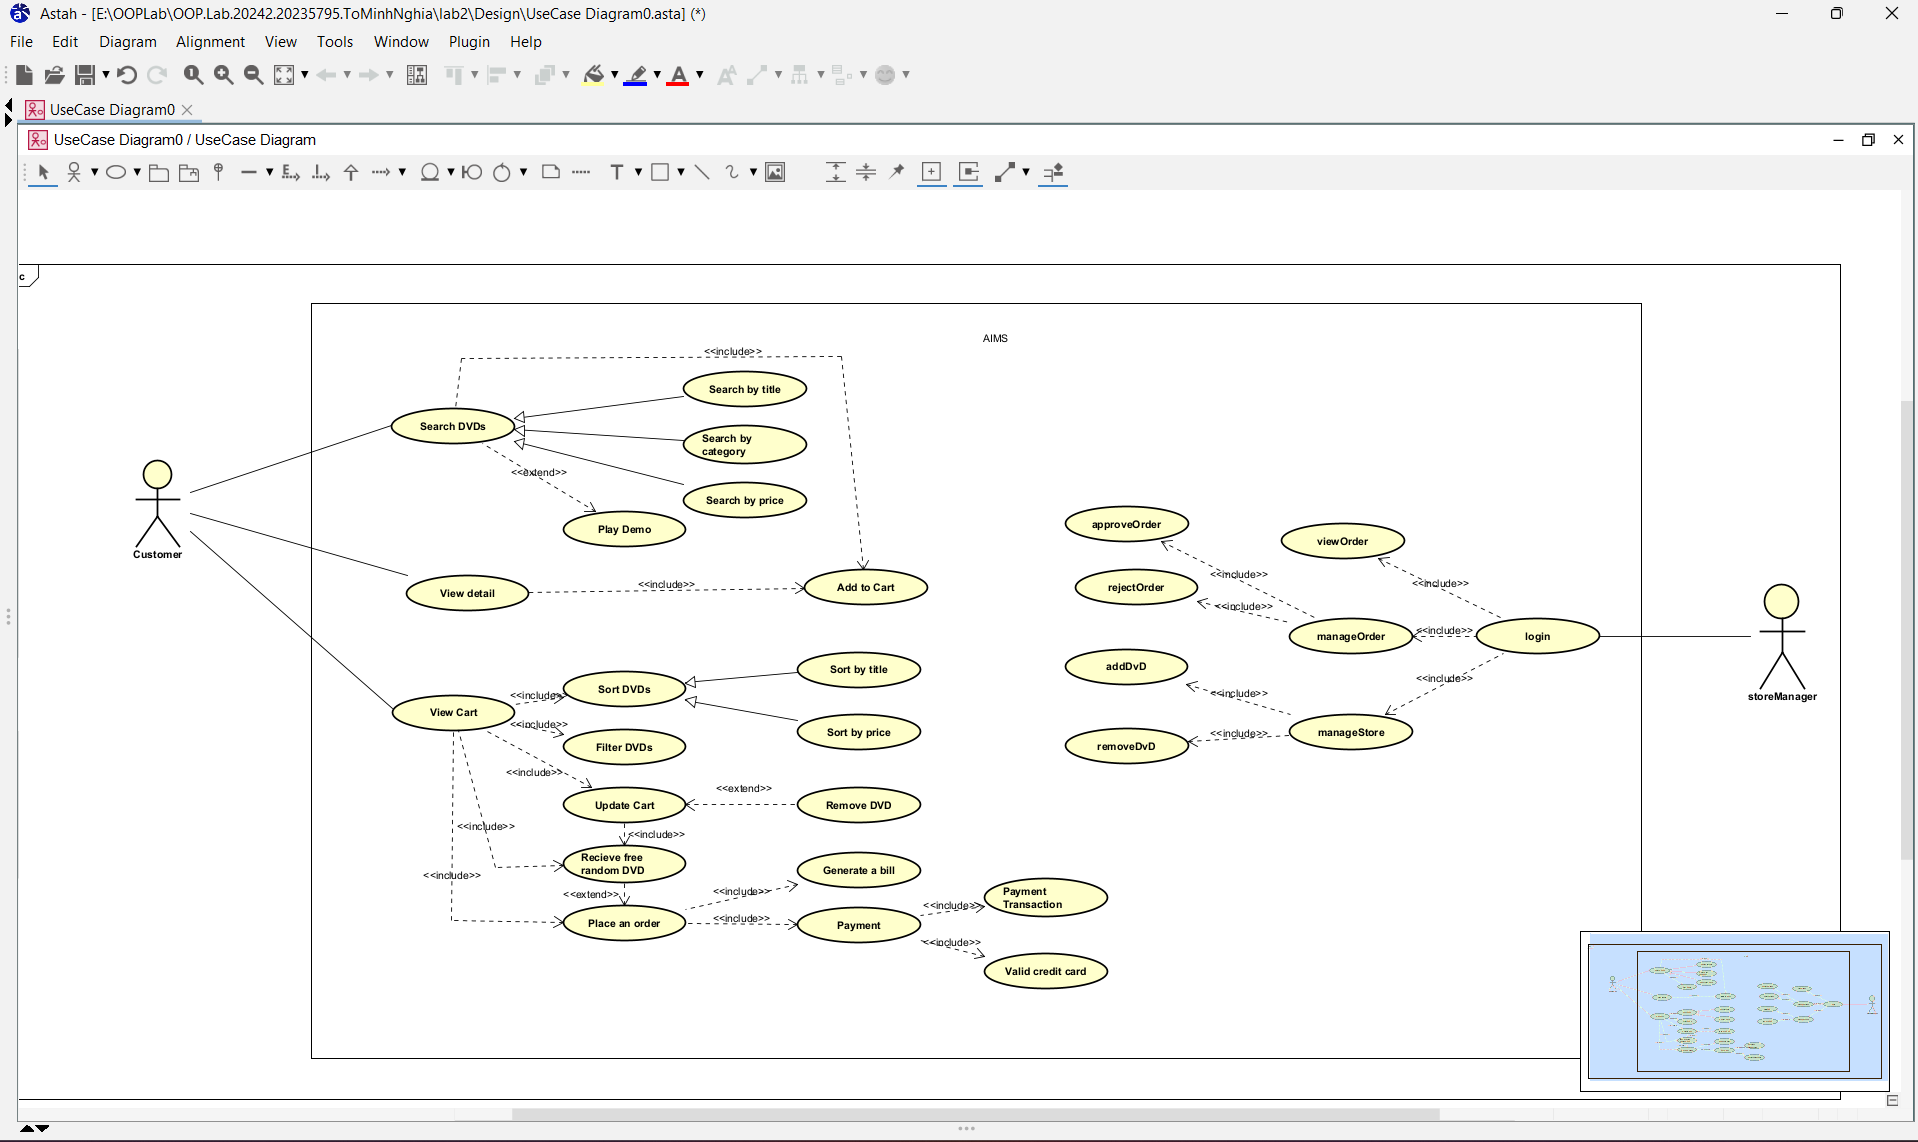 Astah - [E:\OOPLab\OOP.Lab.20242.20235795.ToMinhNghia\lab2\Design\UseCase Diagram0.asta] (*)
File Edit Diagram Alignment View Tools Window Plugin Help
UseCase Diagram0
UseCase Diagram0 / UseCase Diagram
c
AIMS
<<include>>
Search by title
Search DVDs
Search by
category
<<extend>>
Search by price
Play Demo
Customer
View detail
<<include>>
Add to Cart
approveOrder
viewOrder
<<include>>
<<include>>
rejectOrder
<<include>>
manageOrder
<<include>>
login
addDvD
<<include>>
<<include>>
storeManager
removeDvD
<<include>>
manageStore
Sort by title
<<include>>
Sort DVDs
View Cart
<<include>>
Sort by price
Filter DVDs
<<include>>
<<extend>>
Update Cart
Remove DVD
<<include>>
<<include>>
Recieve free
random DVD
Generate a bill
<<include>>
<<extend>>
<<include>>
Payment
Transaction
<<include>>
Place an order
<<include>>
Payment
<<include>>
Valid credit card